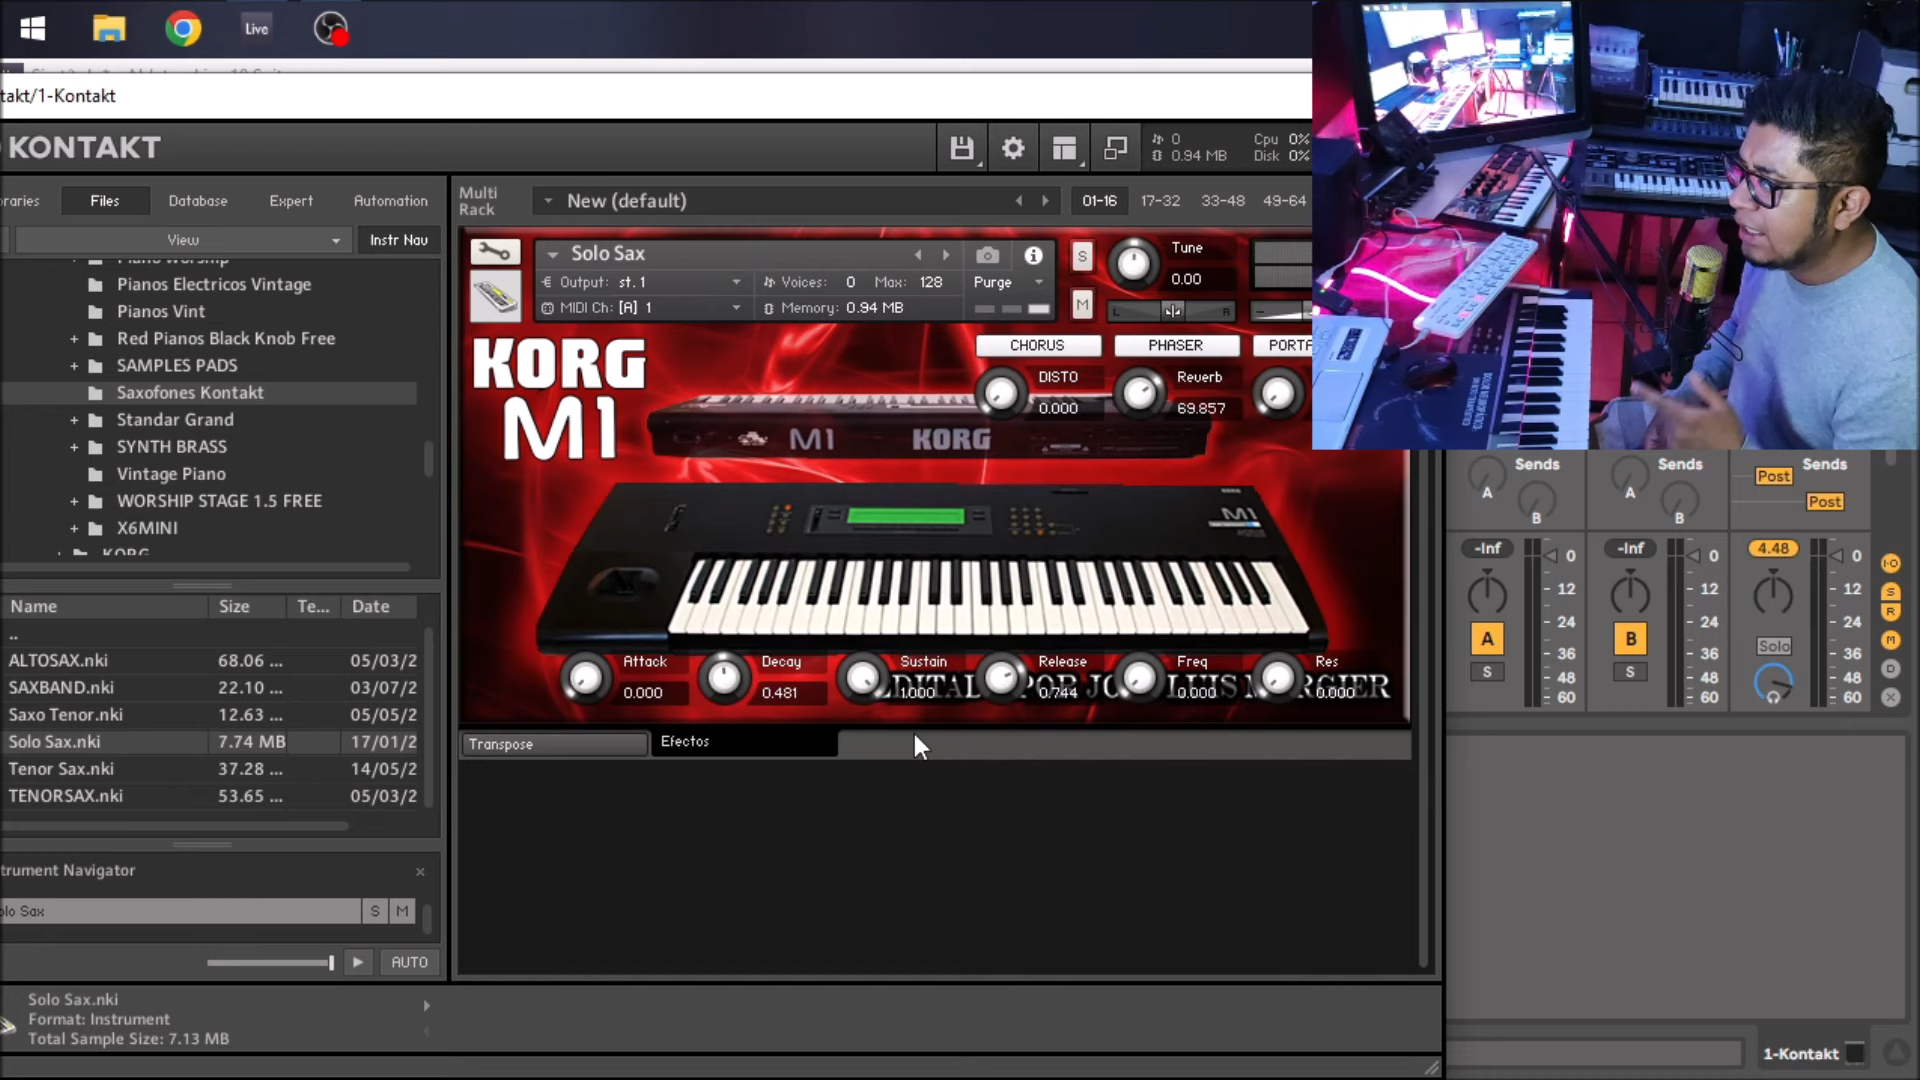 Live
takt/1-Kontakt
KONTAKT
0
0.94 MB
Cpu 0%
Disk 0%
raries
Files
Database
Expert
Automation
View
Instr Nav
Pianos Electricos Vintage
Pianos Vint
+ Red Pianos Black Knob Free
+ SAMPLES PADS
Saxofones Kontakt
+ Standar Grand
+ SYNTH BRASS
Vintage Piano
+ WORSHIP STAGE 1.5 FREE
+ X6MINI
KORG
Name Size Te... Date
..
ALTOSAX.nki 68.06 ... 05/03/2
SAXBAND.nki 22.10 ... 03/07/2
Saxo Tenor.nki 12.63 ... 05/05/2
Solo Sax.nki 7.74 MB 17/01/2
Tenor Sax.nki 37.28 ... 14/05/2
TENORSAX.nki 53.65 ... 05/03/2
trument Navigator
olo Sax S M
AUTO
Solo Sax.nki
Format: Instrument
Total Sample Size: 7.13 MB
Multi
Rack
New (default)
01-16 17-32 33-48 49-64
Solo Sax
Output: st. 1
Voices: 0 Max: 128
Purge
MIDI Ch: [A] 1
Memory: 0.94 MB
S
M
Tune
0.00
L R
KORG
M1
CHORUS
PHASER
PORTA
DISTO
0.000
Reverb
69.857
M1 KORG
M1
Attack
0.000
Decay
0.481
Sustain
1.000
Release
0.744
Freq
0.000
Res
0.000
Transpose
Efectos
Sends
A
B
Sends
A
B
Sends
Post
Post
-Inf 0
12
24
36
48
60
A
S
-Inf 0
12
24
36
48
60
B
S
4.48 0
12
24
36
48
60
Solo
I·O
S
R
M
D
X
1-Kontakt